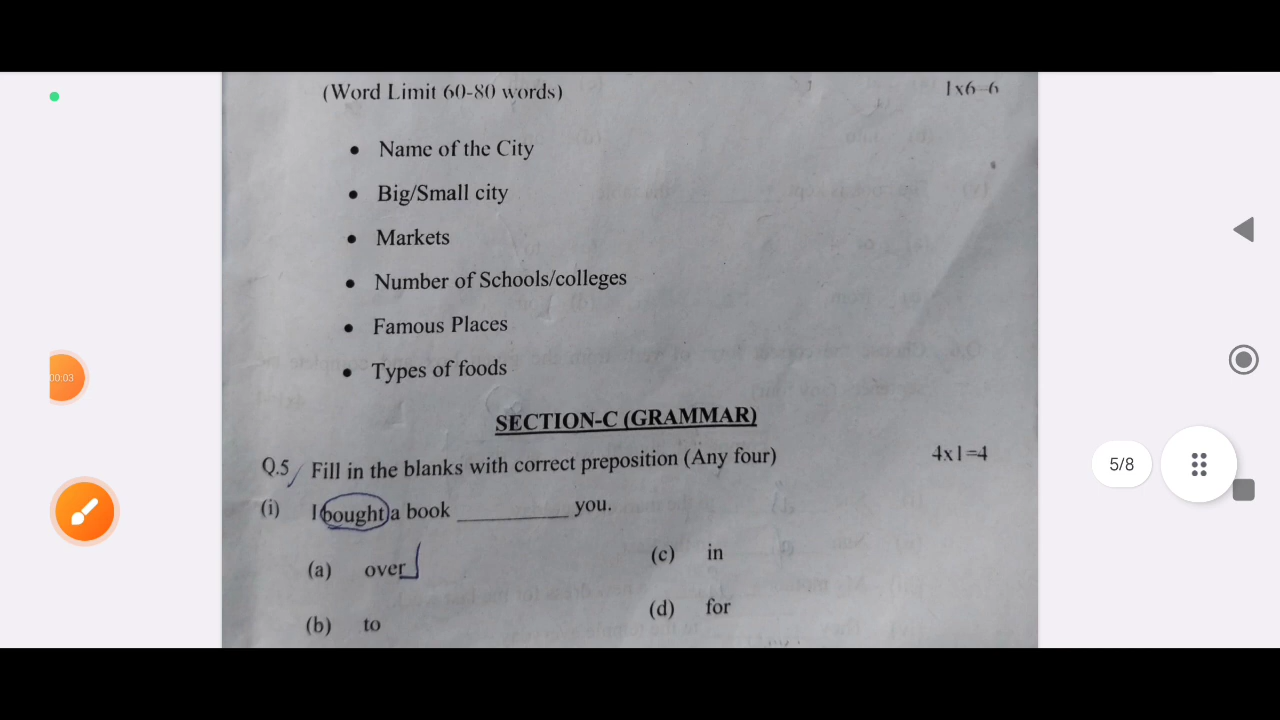 (Word Limit 60-80 words) 1x6=6
• Name of the City
• Big/Small city
• Markets
• Number of Schools/colleges
• Famous Places
• Types of foods
SECTION-C (GRAMMAR)
Q.5 Fill in the blanks with correct preposition (Any four) 4x1=4
(i) I bought a book __________ you.
(a) over (c) in
(b) to (d) for
00:03
5/8